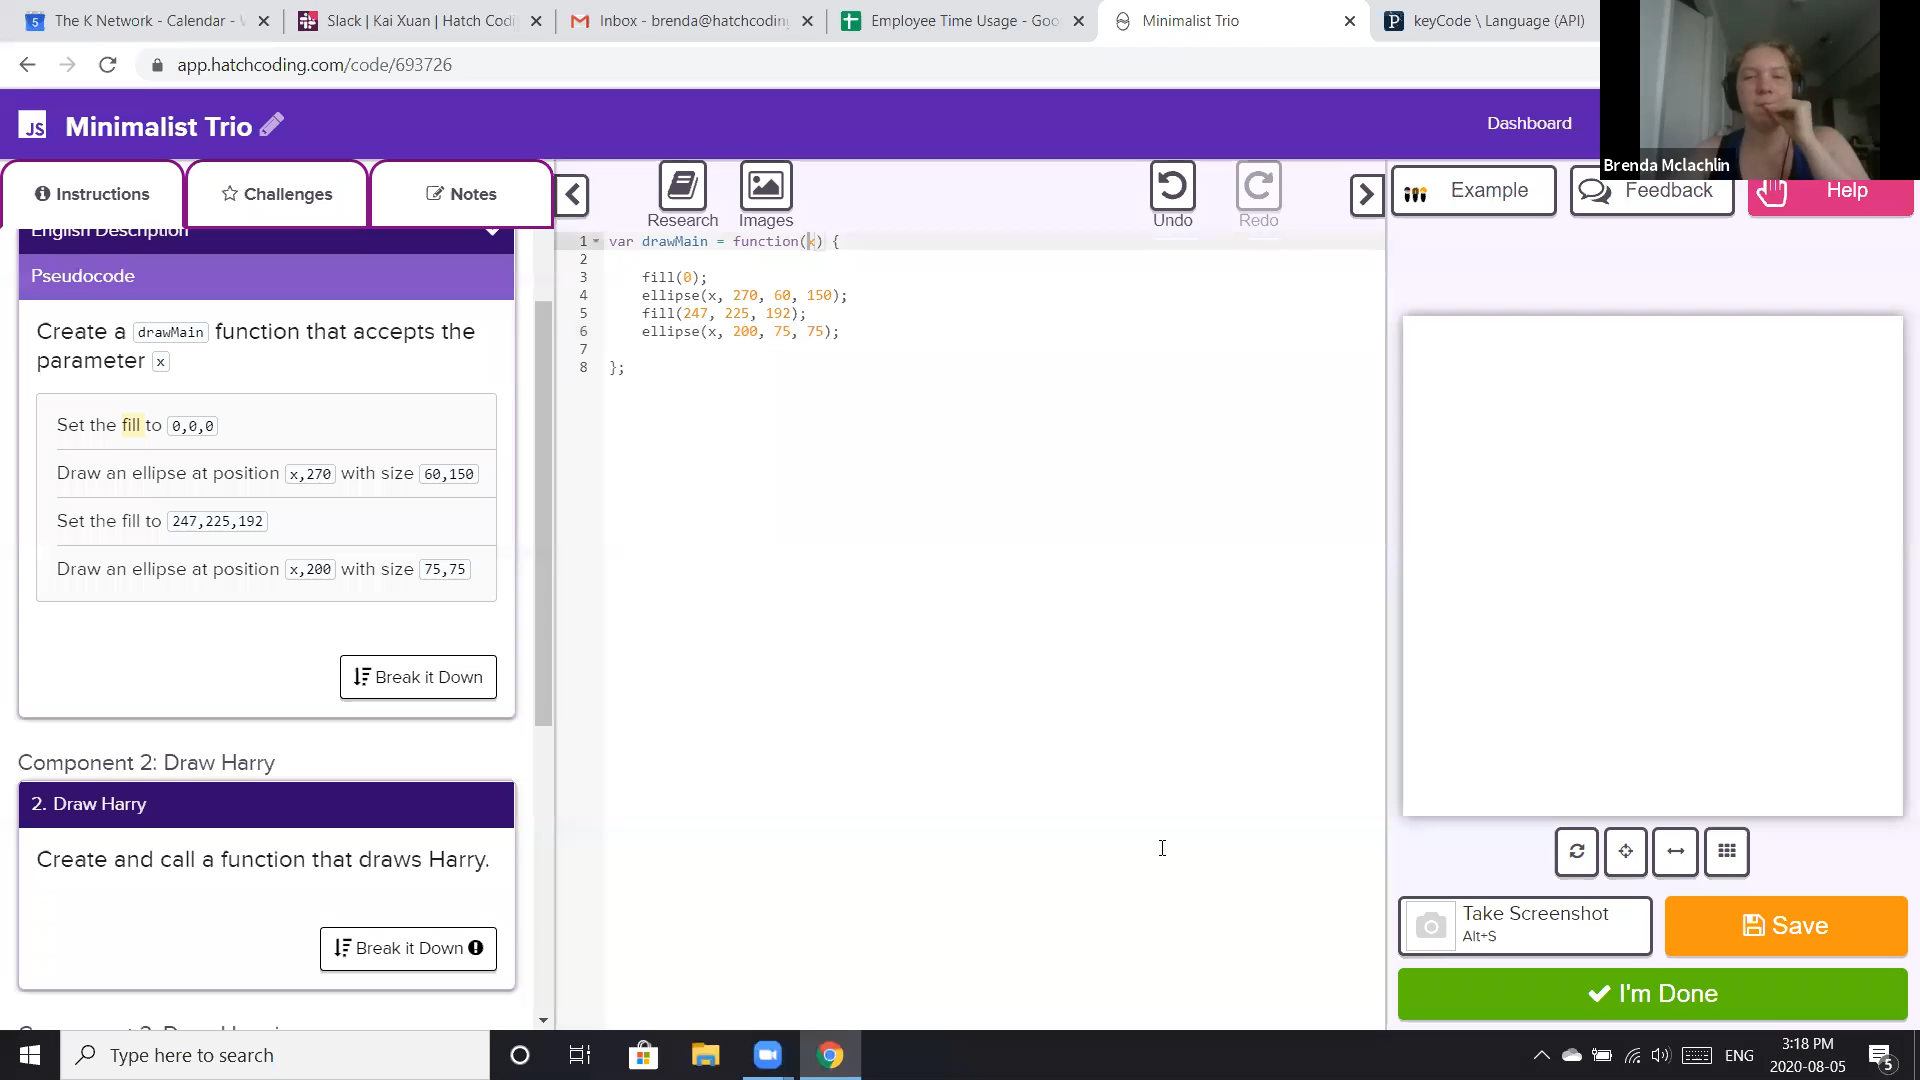 The K Network - Calendar -
Slack | Kai Xuan | Hatch Codi
Inbox - brenda@hatchcoding
Employee Time Usage - Goo
Minimalist Trio
keyCode \ Language (API)
app.hatchcoding.com/code/693726
JS
Minimalist Trio
Dashboard
Brenda Mclachlin
Instructions
Challenges
Notes
Research
Images
Undo
Redo
Example
Feedback
Help
English Description
Pseudocode
Create a drawMain function that accepts the
parameter x
Set the fill to 0,0,0
Draw an ellipse at position x,270 with size 60,150
Set the fill to 247,225,192
Draw an ellipse at position x,200 with size 75,75
Break it Down
Component 2: Draw Harry
2. Draw Harry
Create and call a function that draws Harry.
Break it Down
1 var drawMain = function(x) {
2
3 fill(0);
4 ellipse(x, 270, 60, 150);
5 fill(247, 225, 192);
6 ellipse(x, 200, 75, 75);
7
8 };
Take Screenshot
Alt+S
Save
I'm Done
Type here to search
ENG
3:18 PM
2020-08-05
5